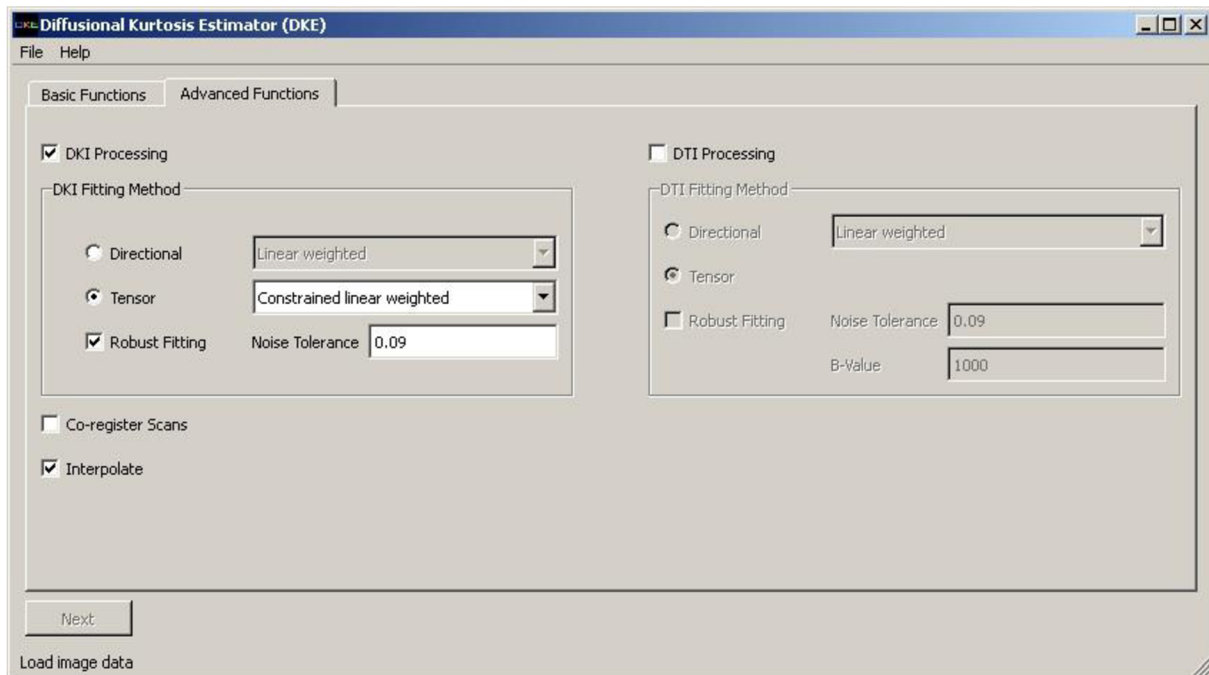 DKE Diffusional Kurtosis Estimator (DKE)
File Help
Basic Functions Advanced Functions
DKI Processing DTI Processing
DKI Fitting Method DTI Fitting Method
Directional Linear weighted Directional Linear weighted
Tensor Constrained linear weighted Tensor
Robust Fitting Noise Tolerance 0.09 Robust Fitting Noise Tolerance 0.09
B-Value 1000
Co-register Scans
Interpolate
Next
Load image data